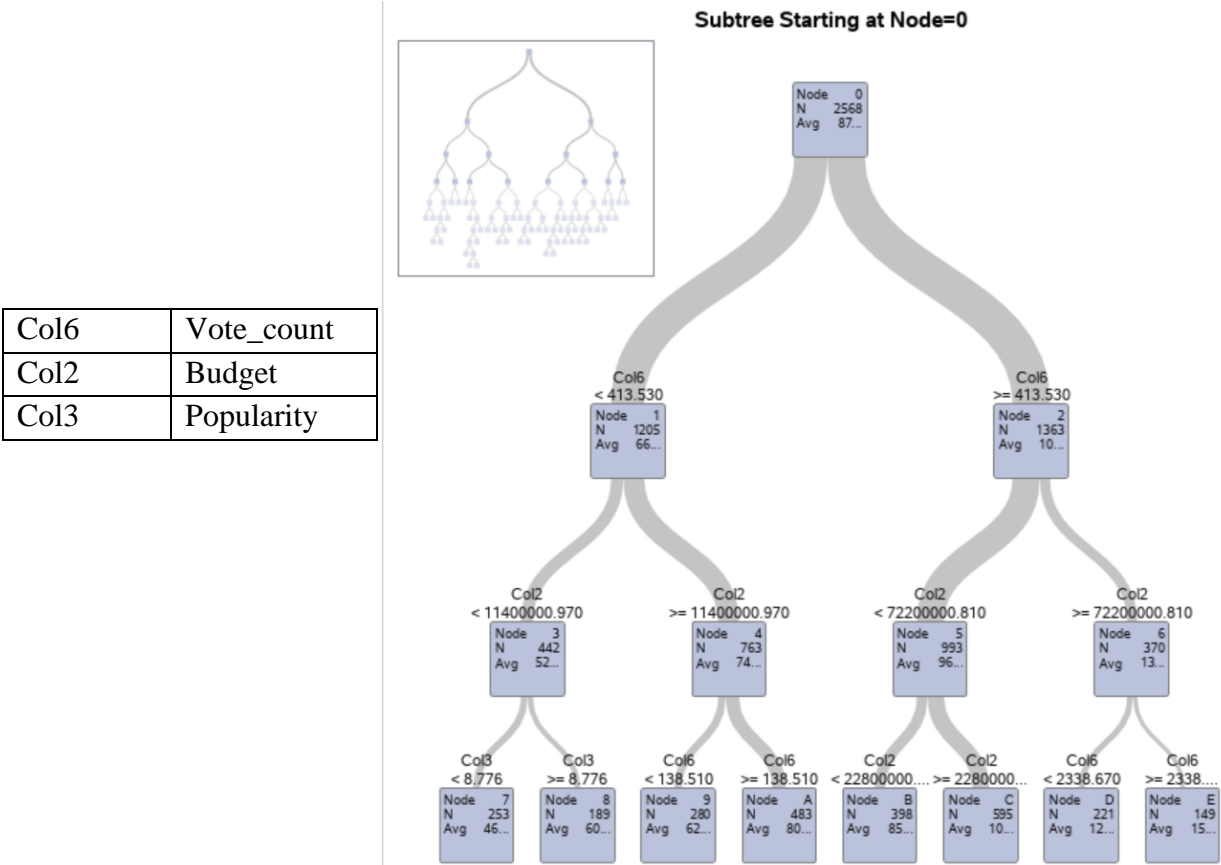 Subtree Starting at Node=0
Node 0
N 2568
Avg 87...
Col6 Vote_count
Col2 Budget
Col3 Popularity
Col6 Col6
< 413.530 >= 413.530
Node 1 Node 2
N 1205 N 1363
Avg 66... Avg 10...
Col2 Col2 Col2 Col2
< 11400000.970 >= 11400000.970 < 72200000.810 >= 72200000.810
Node 3 Node 4 Node 5 Node 6
N 442 N 763 N 993 N 370
Avg 52... Avg 74... Avg 96... Avg 13...
Col3 Col3 Col6 Col6 Col2 Col2 Col6 Col6
< 8.776 >= 8.776 < 138.510 >= 138.510 < 22800000.... >= 2280000... < 2338.670 >= 2338....
Node 7 Node 8 Node 9 Node A Node B Node C Node D Node E
N 253 N 189 N 280 N 483 N 398 N 595 N 221 N 149
Avg 46... Avg 60... Avg 62... Avg 80... Avg 85... Avg 10... Avg 12... Avg 15...